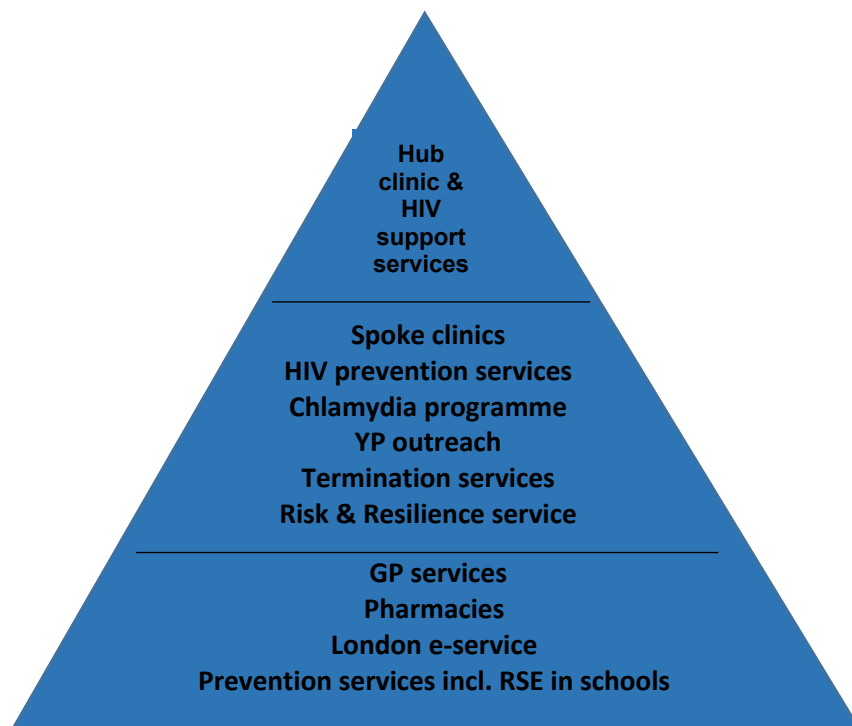 Hub
clinic &
HIV
support
services
Spoke clinics
HIV prevention services
Chlamydia programme
YP outreach
Termination services
Risk & Resilience service
GP services
Pharmacies
London e-service
Prevention services incl. RSE in schools